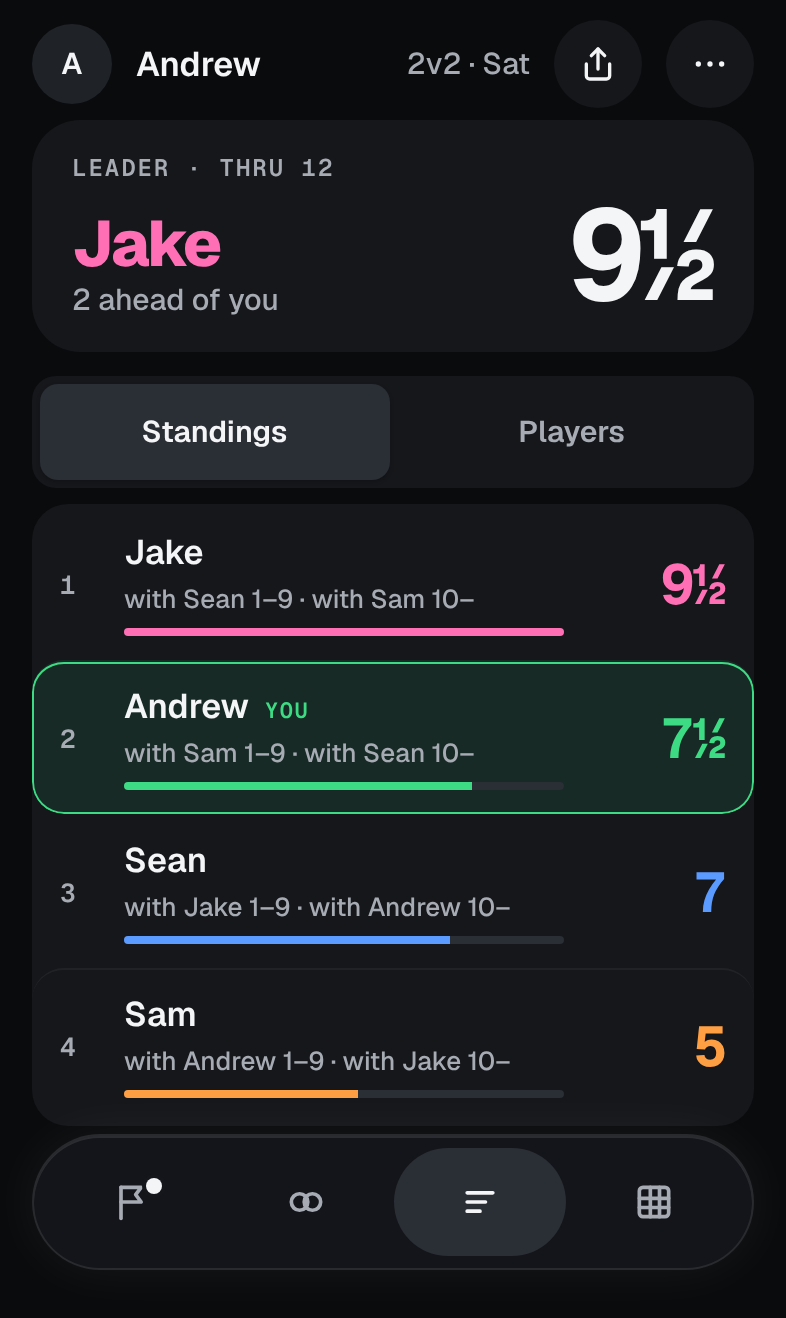 A Andrew 2v2 · Sat
LEADER · THRU 12
Jake 9½
2 ahead of you
Standings Players
1 Jake 9½
with Sean 1–9 · with Sam 10–
2 Andrew YOU 7½
with Sam 1–9 · with Sean 10–
3 Sean 7
with Jake 1–9 · with Andrew 10–
4 Sam 5
with Andrew 1–9 · with Jake 10–